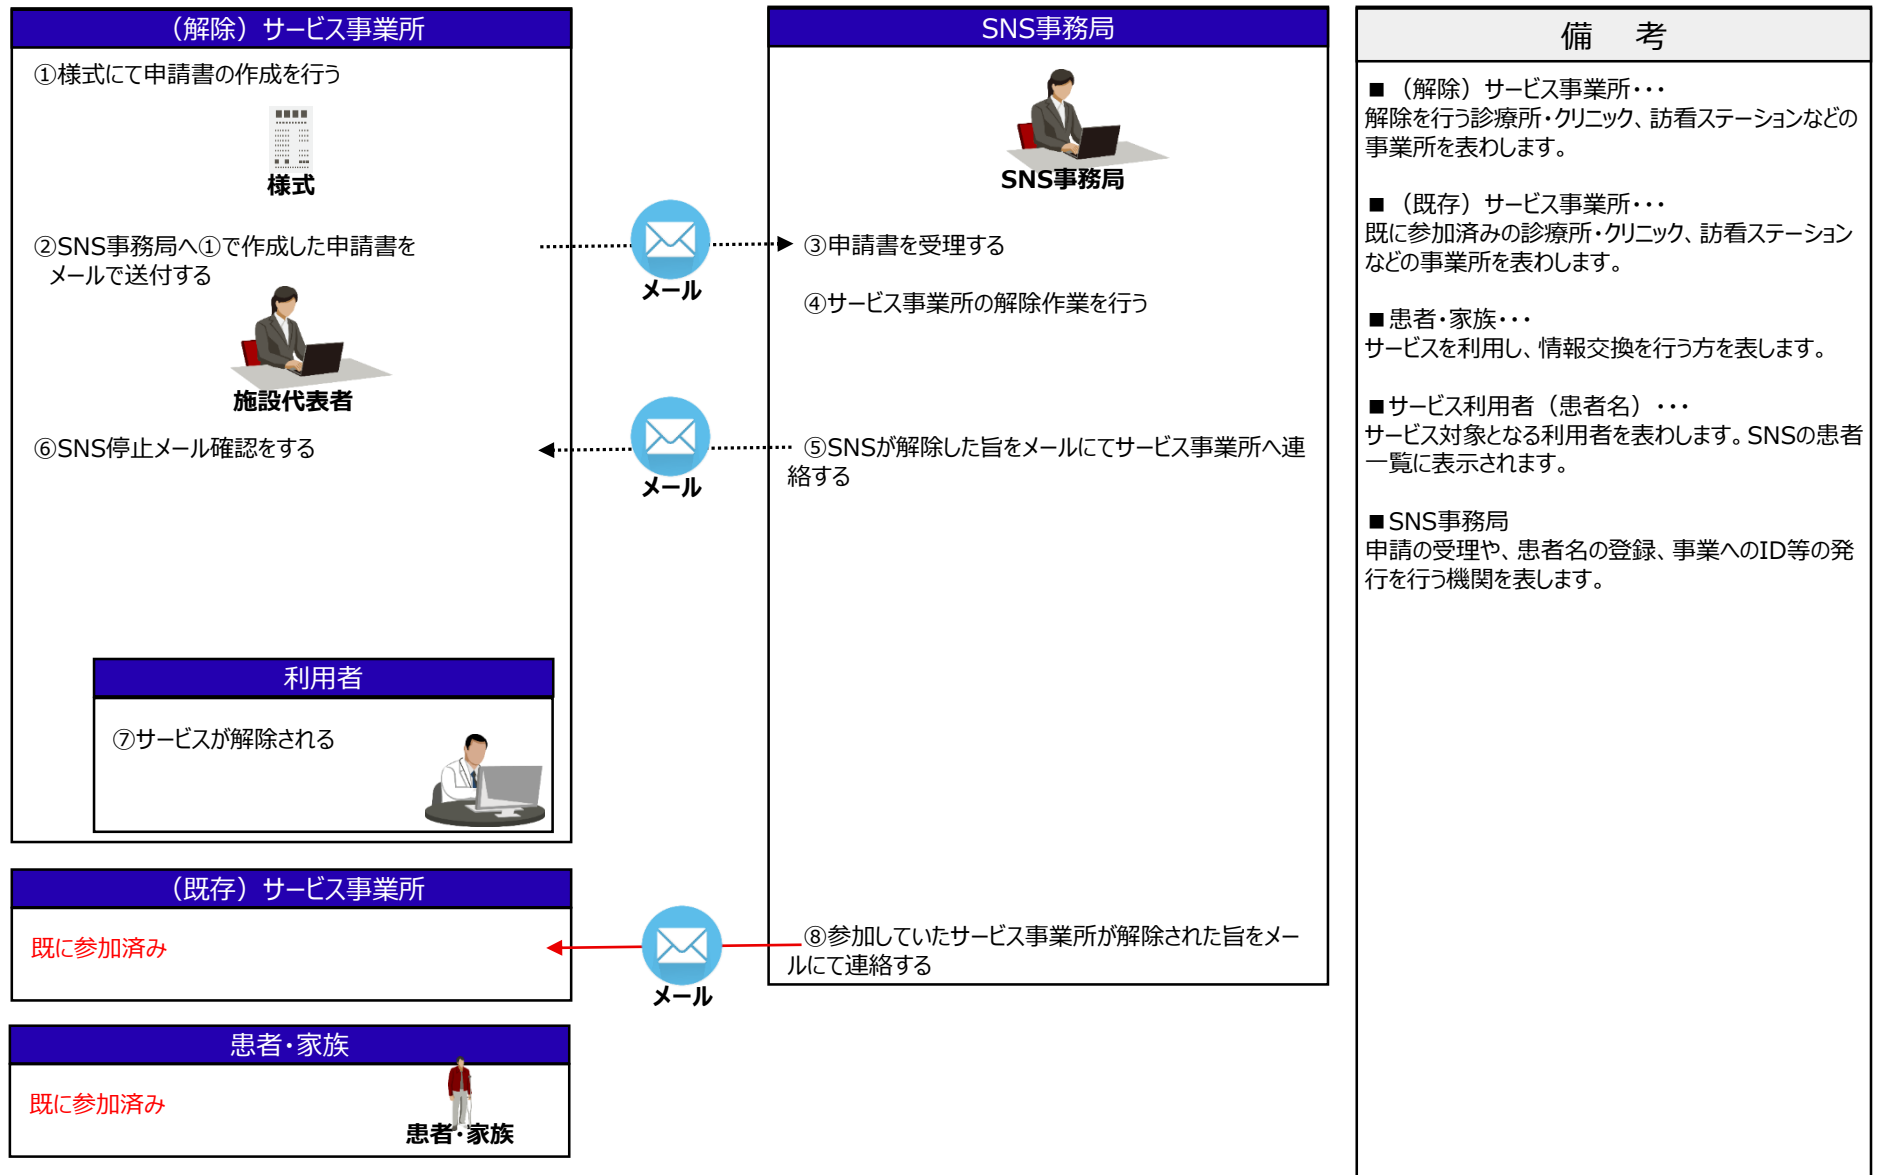 （解除）サービス事業所
①様式にて申請書の作成を行う
様式
②SNS事務局へ①で作成した申請書を
メールで送付する
施設代表者
⑥SNS停止メール確認をする
利用者
⑦サービスが解除される
（既存）サービス事業所
既に参加済み
患者・家族
既に参加済み
患者・家族
メール
メール
メール
SNS事務局
SNS事務局
③申請書を受理する
④サービス事業所の解除作業を行う
⑤SNSが解除した旨をメールにてサービス事業所へ連
絡する
⑧参加していたサービス事業所が解除された旨をメー
ルにて連絡する
備　考
■（解除）サービス事業所・・・
解除を行う診療所・クリニック、訪看ステーションなどの
事業所を表わします。
■（既存）サービス事業所・・・
既に参加済みの診療所・クリニック、訪看ステーション
などの事業所を表わします。
■患者・家族・・・
サービスを利用し、情報交換を行う方を表します。
■サービス利用者（患者名）・・・
サービス対象となる利用者を表わします。SNSの患者
一覧に表示されます。
■SNS事務局
申請の受理や、患者名の登録、事業へのID等の発
行を行う機関を表します。